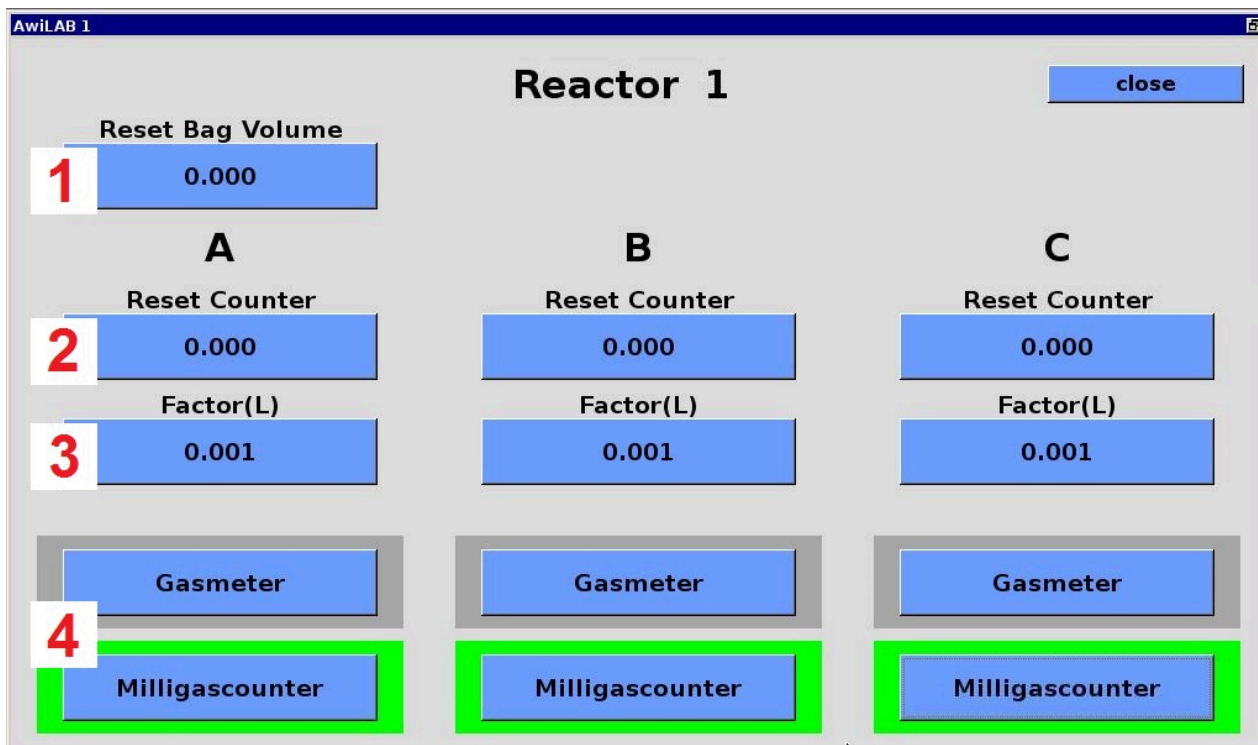 AwiLAB 1
Reactor 1
close
Reset Bag Volume
1 0.000
A B C
Reset Counter Reset Counter Reset Counter
2 0.000 0.000 0.000
Factor(L) Factor(L) Factor(L)
3 0.001 0.001 0.001
Gasmeter Gasmeter Gasmeter
4
Milligascounter Milligascounter Milligascounter